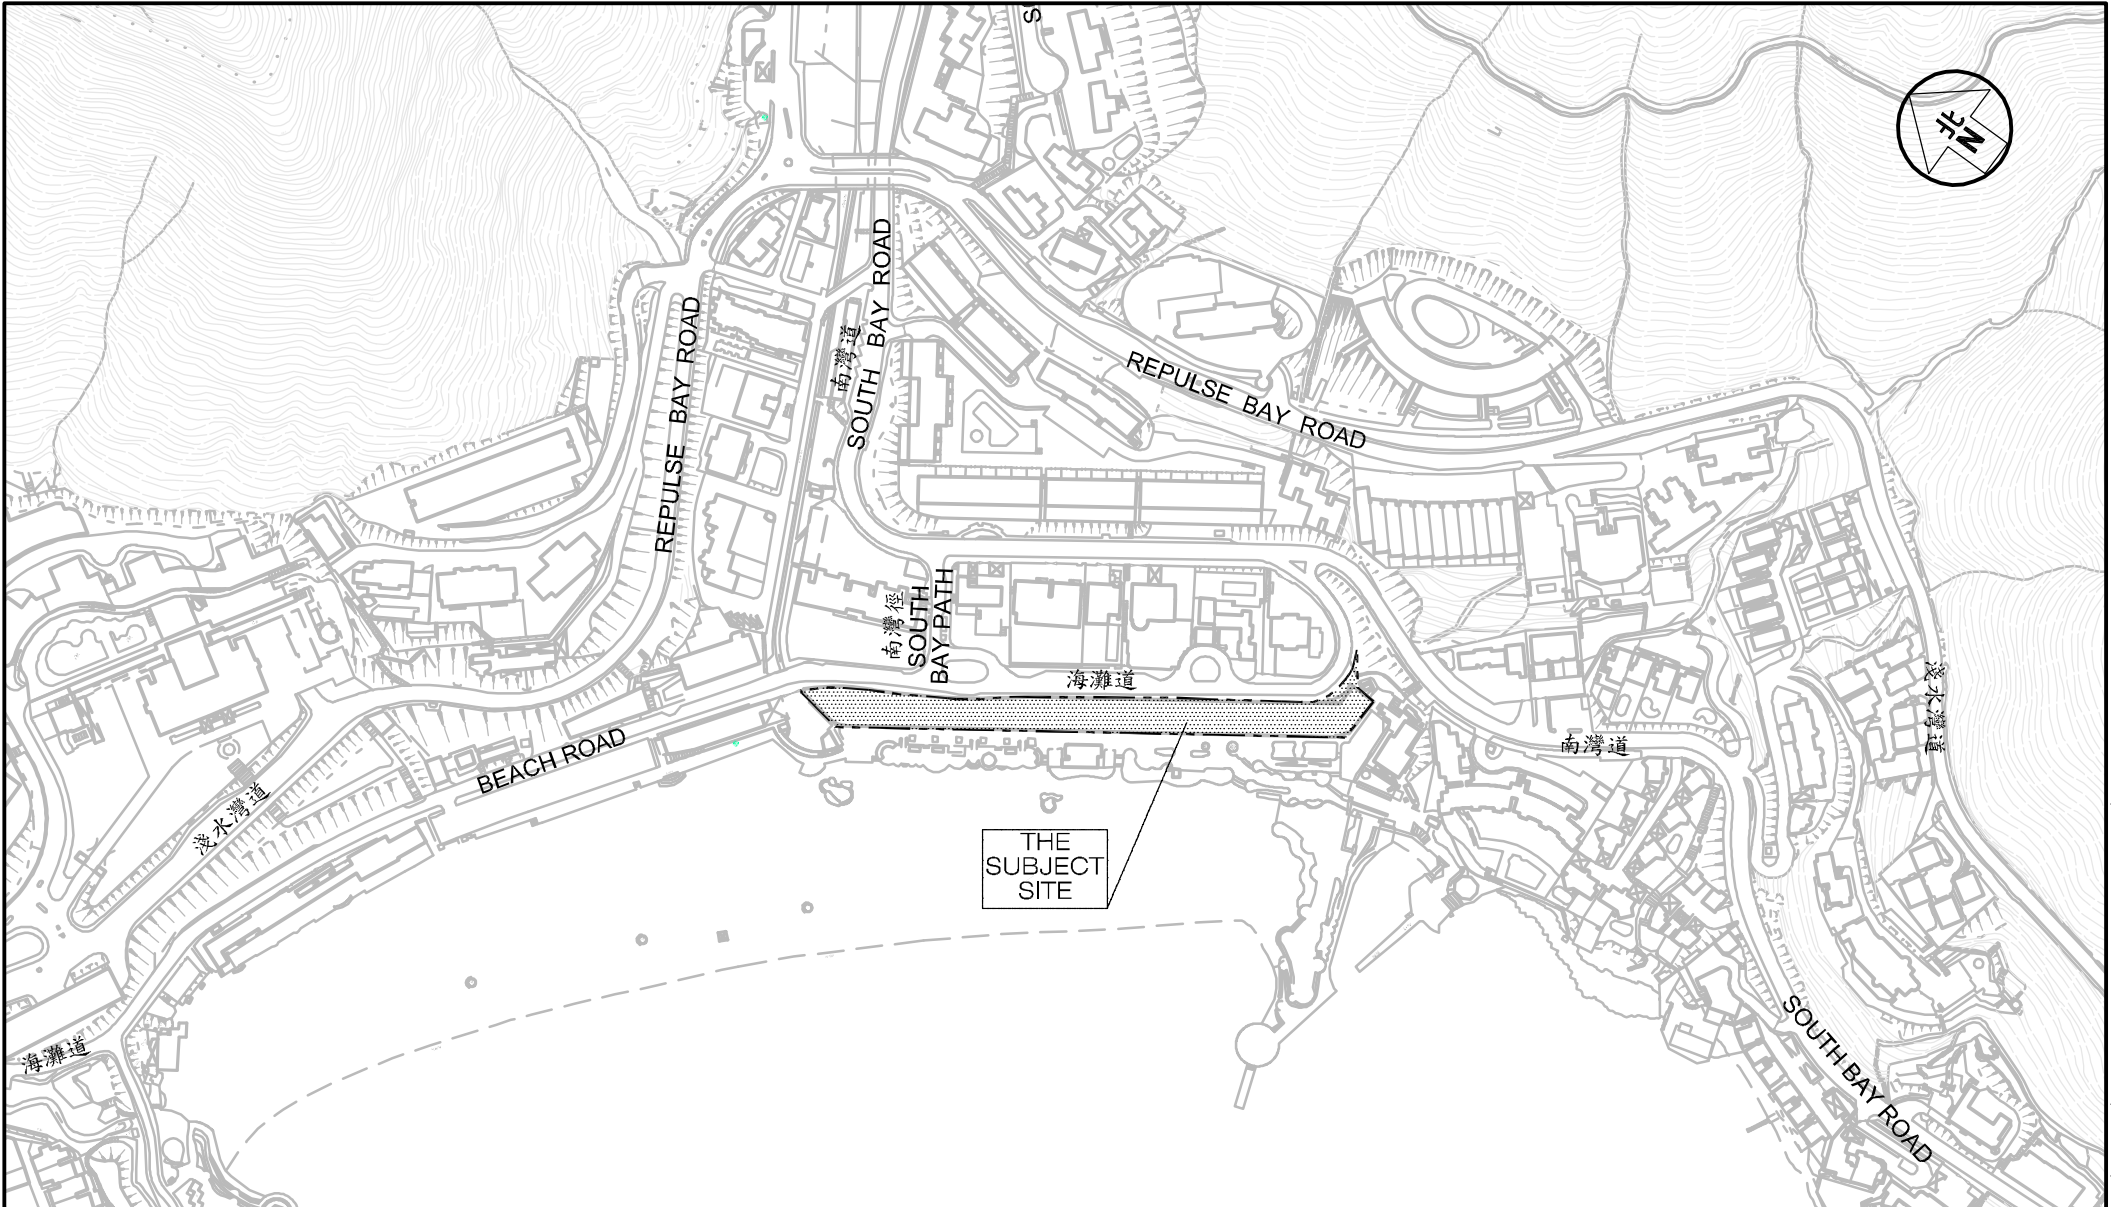 S
北
N
SOUTH BAY ROAD
南灣道
REPULSE BAY ROAD
REPULSE BAY ROAD
南灣徑
SOUTH
BAY PATH
海灘道
淺水灣道
南灣道
BEACH ROAD
淺水灣道
THE
SUBJECT
SITE
海灘道
SOUTH BAY ROAD